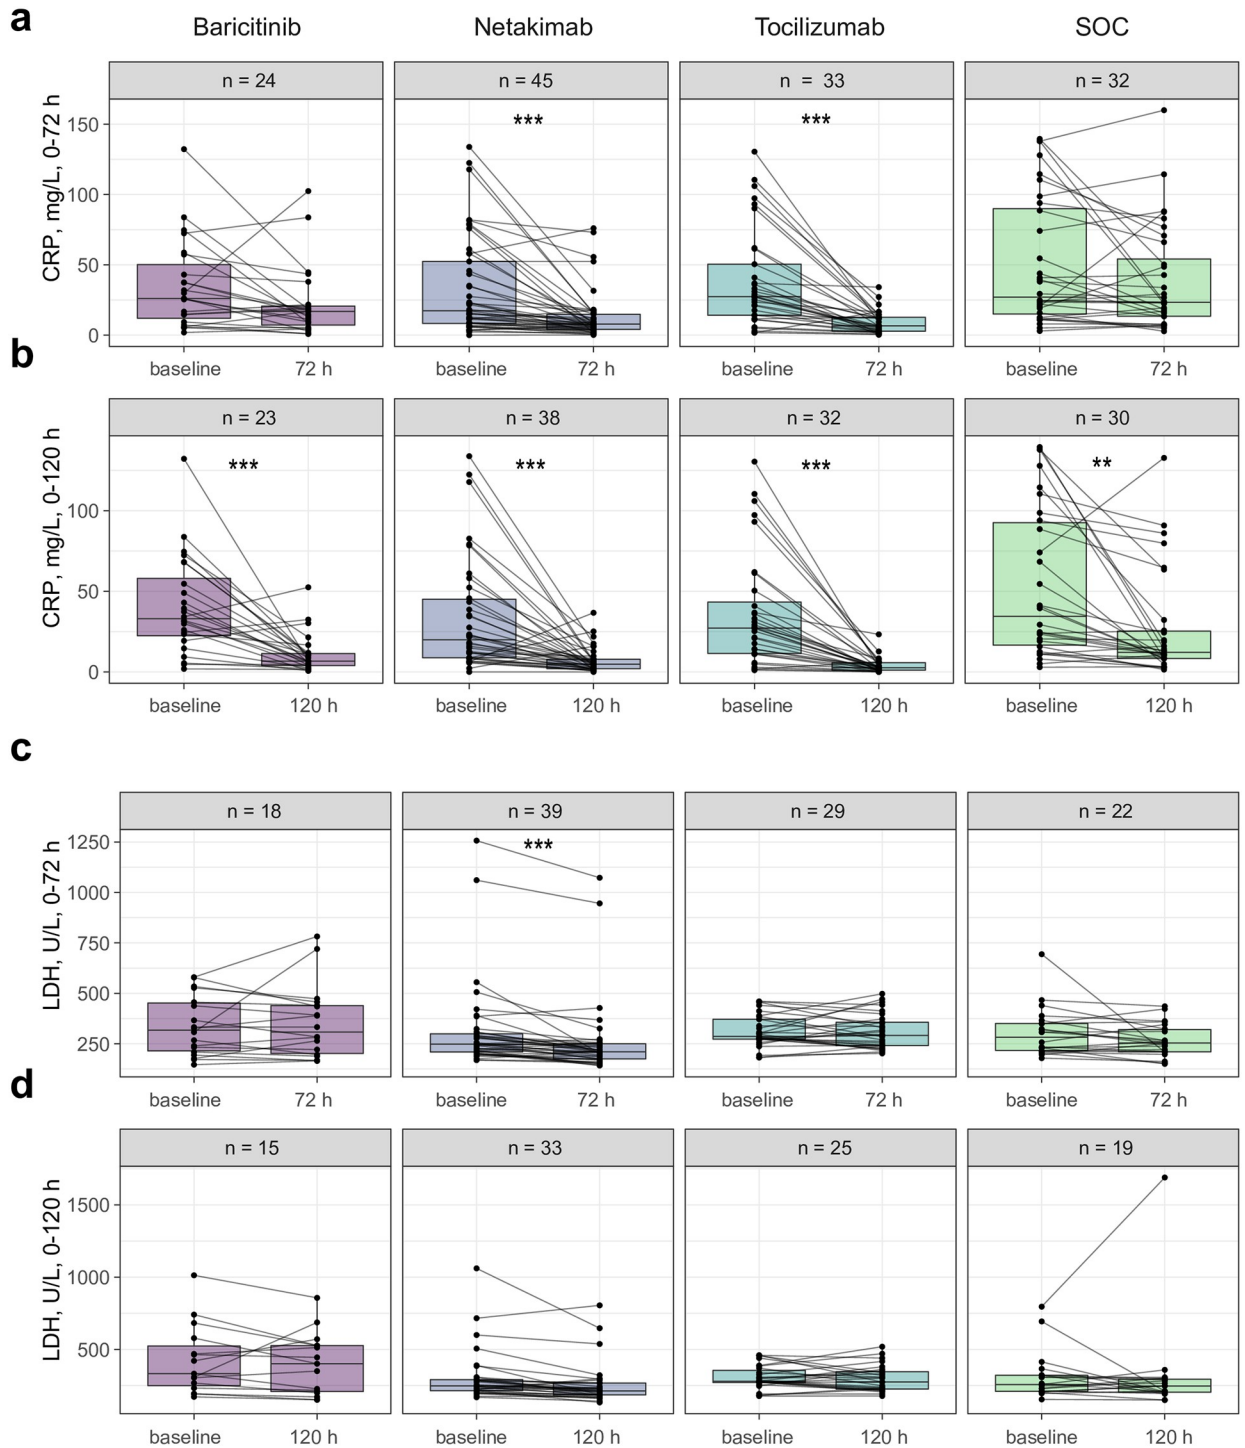 a
Baricitinib Netakimab Tocilizumab SOC
n = 24 n = 45 n = 33 n = 32
CRP, mg/L, 0-72 h
150
100
50
0
*** ***
baseline 72 h baseline 72 h baseline 72 h baseline 72 h
b
n = 23 n = 38 n = 32 n = 30
CRP, mg/L, 0-120 h
100
50
0
*** *** *** **
baseline 120 h baseline 120 h baseline 120 h baseline 120 h
c
n = 18 n = 39 n = 29 n = 22
LDH, U/L, 0-72 h
1250
1000
750
500
250
***
baseline 72 h baseline 72 h baseline 72 h baseline 72 h
d
n = 15 n = 33 n = 25 n = 19
LDH, U/L, 0-120 h
1500
1000
500
baseline 120 h baseline 120 h baseline 120 h baseline 120 h